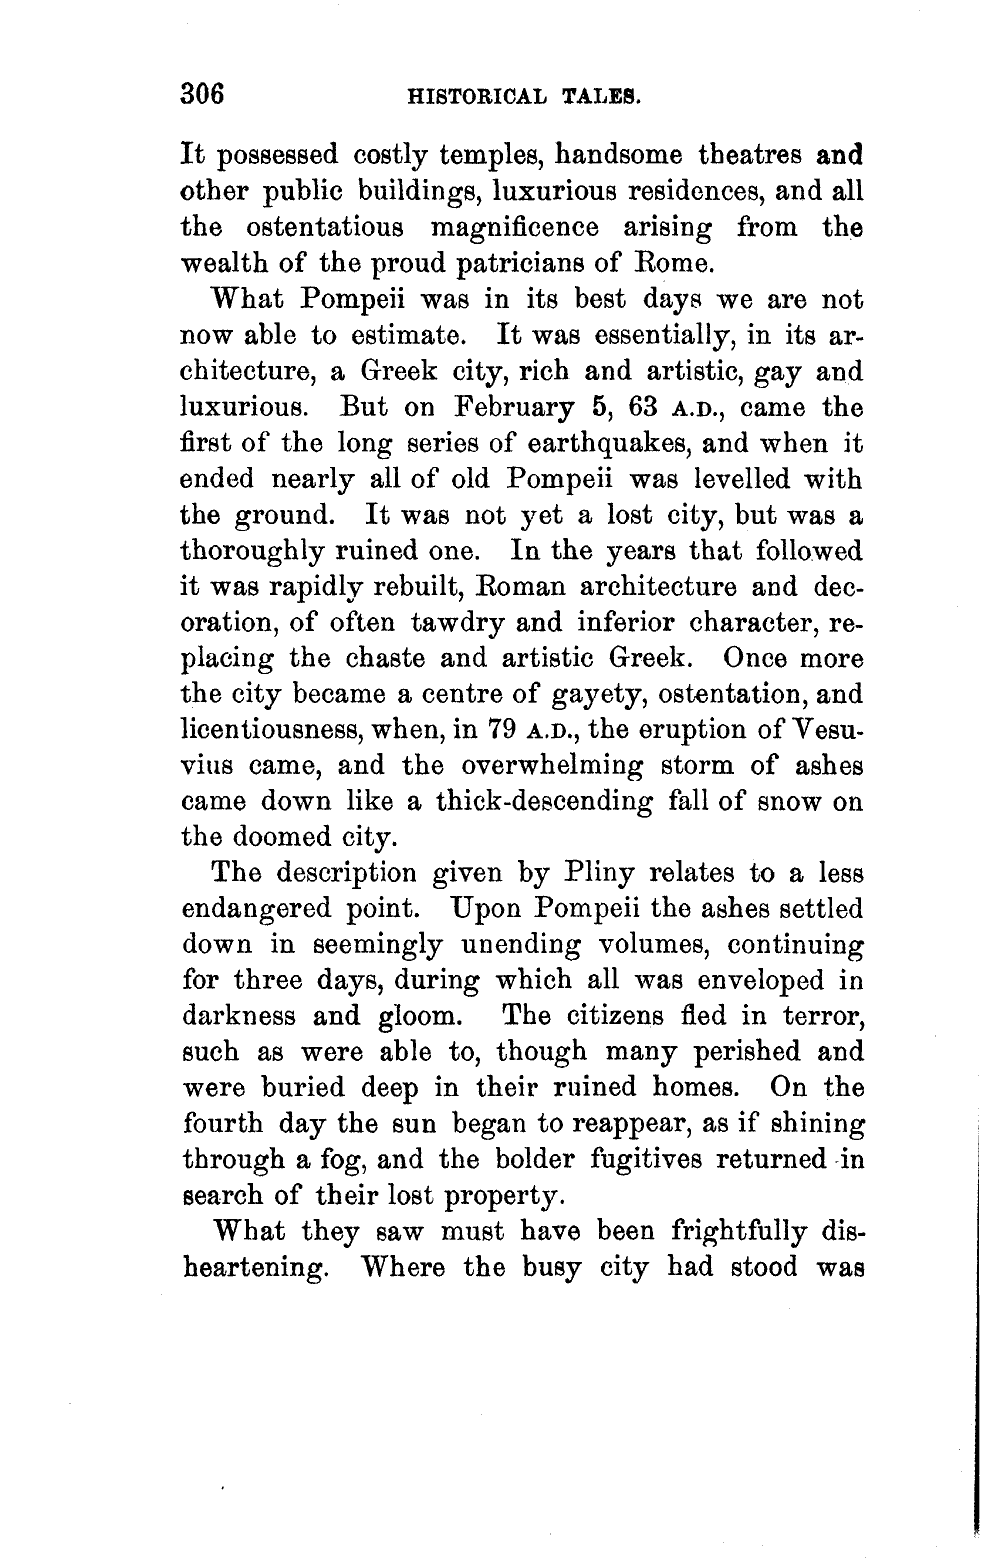 306 HISTORICAL TALES.
It possessed costly temples, handsome theatres and
other public buildings, luxurious residences, and all
the ostentatious magnificence arising from the
wealth of the proud patricians of Rome.
What Pompeii was in its best days we are not
now able to estimate. It was essentially, in its ar-
chitecture, a Greek city, rich and artistic, gay and
luxurious. But on February 5, 63 A.D., came the
first of the long series of earthquakes, and when it
ended nearly all of old Pompeii was levelled with
the ground. It was not yet a lost city, but was a
thoroughly ruined one. In the years that followed
it was rapidly rebuilt, Roman architecture and dec-
oration, of often tawdry and inferior character, re-
placing the chaste and artistic Greek. Once more
the city became a centre of gayety, ostentation, and
licentiousness, when, in 79 A.D., the eruption of Vesu-
vius came, and the overwhelming storm of ashes
came down like a thick-descending fall of snow on
the doomed city.
The description given by Pliny relates to a less
endangered point. Upon Pompeii the ashes settled
down in seemingly unending volumes, continuing
for three days, during which all was enveloped in
darkness and gloom. The citizens fled in terror,
such as were able to, though many perished and
were buried deep in their ruined homes. On the
fourth day the sun began to reappear, as if shining
through a fog, and the bolder fugitives returned in
search of their lost property.
What they saw must have been frightfully dis-
heartening. Where the busy city had stood was